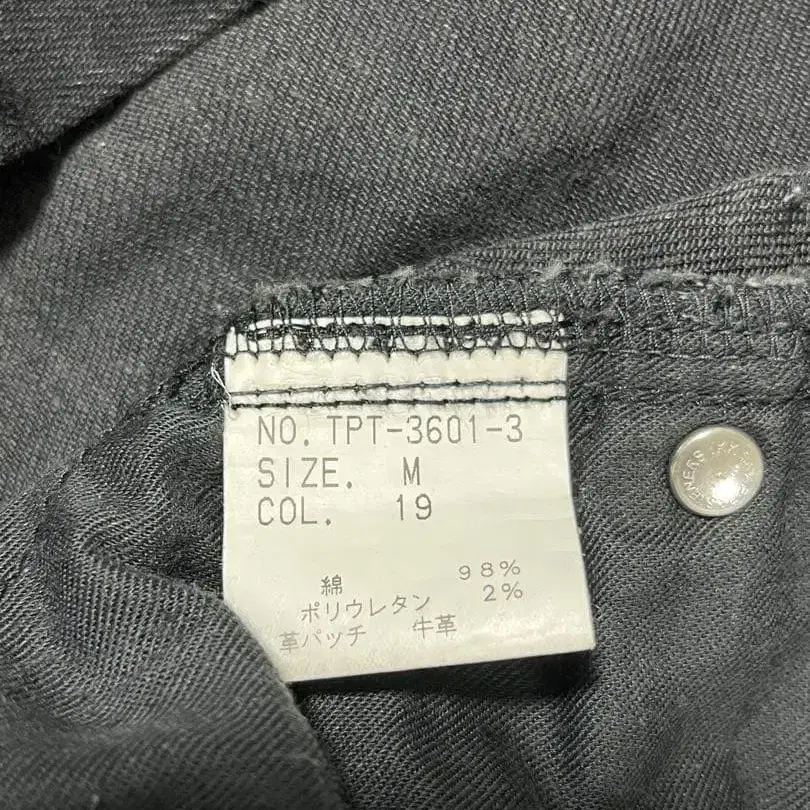 NO. TPT-3601-3
SIZE. M
COL. 19
綿 98%
ポリウレタン 2%
革パッチ 牛革